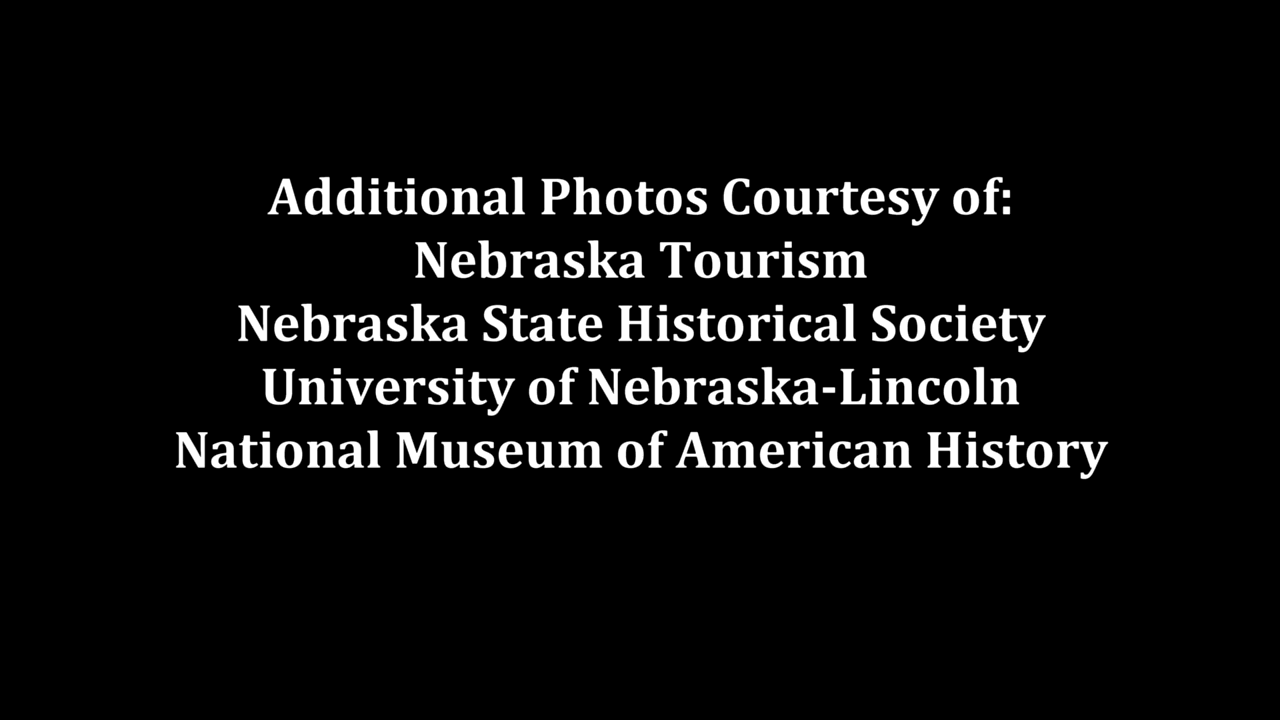 Additional Photos Courtesy of:
Nebraska Tourism
Nebraska State Historical Society
University of Nebraska-Lincoln
National Museum of American History